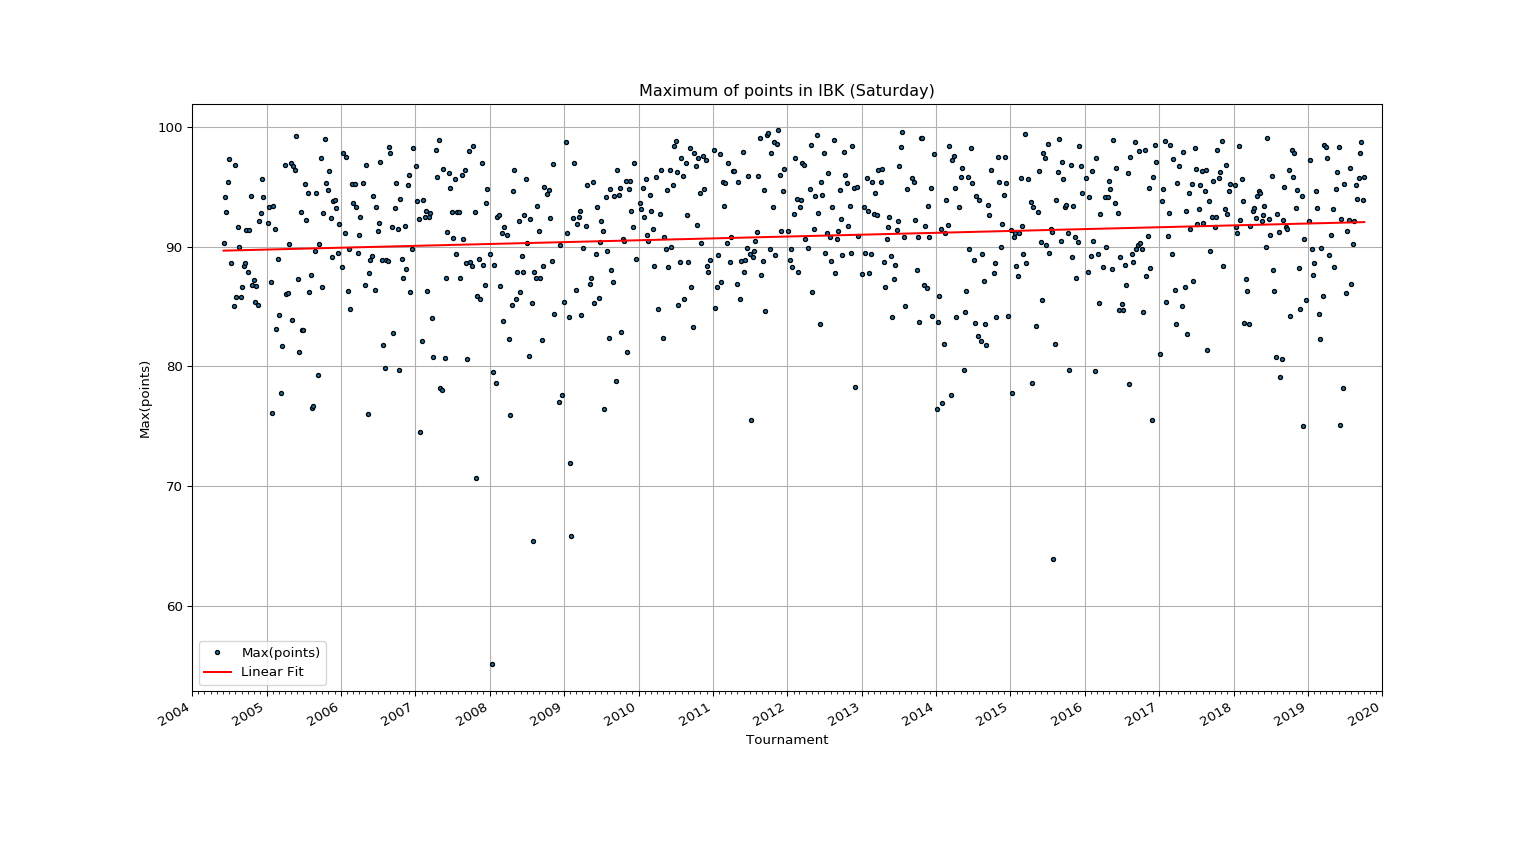 Maximum of points in IBK (Saturday)
Max(points)
100
90
80
70
60
Max(points)
Linear Fit
2004 2005 2006 2007 2008 2009 2010 2011 2012 2013 2014 2015 2016 2017 2018 2019 2020
Tournament